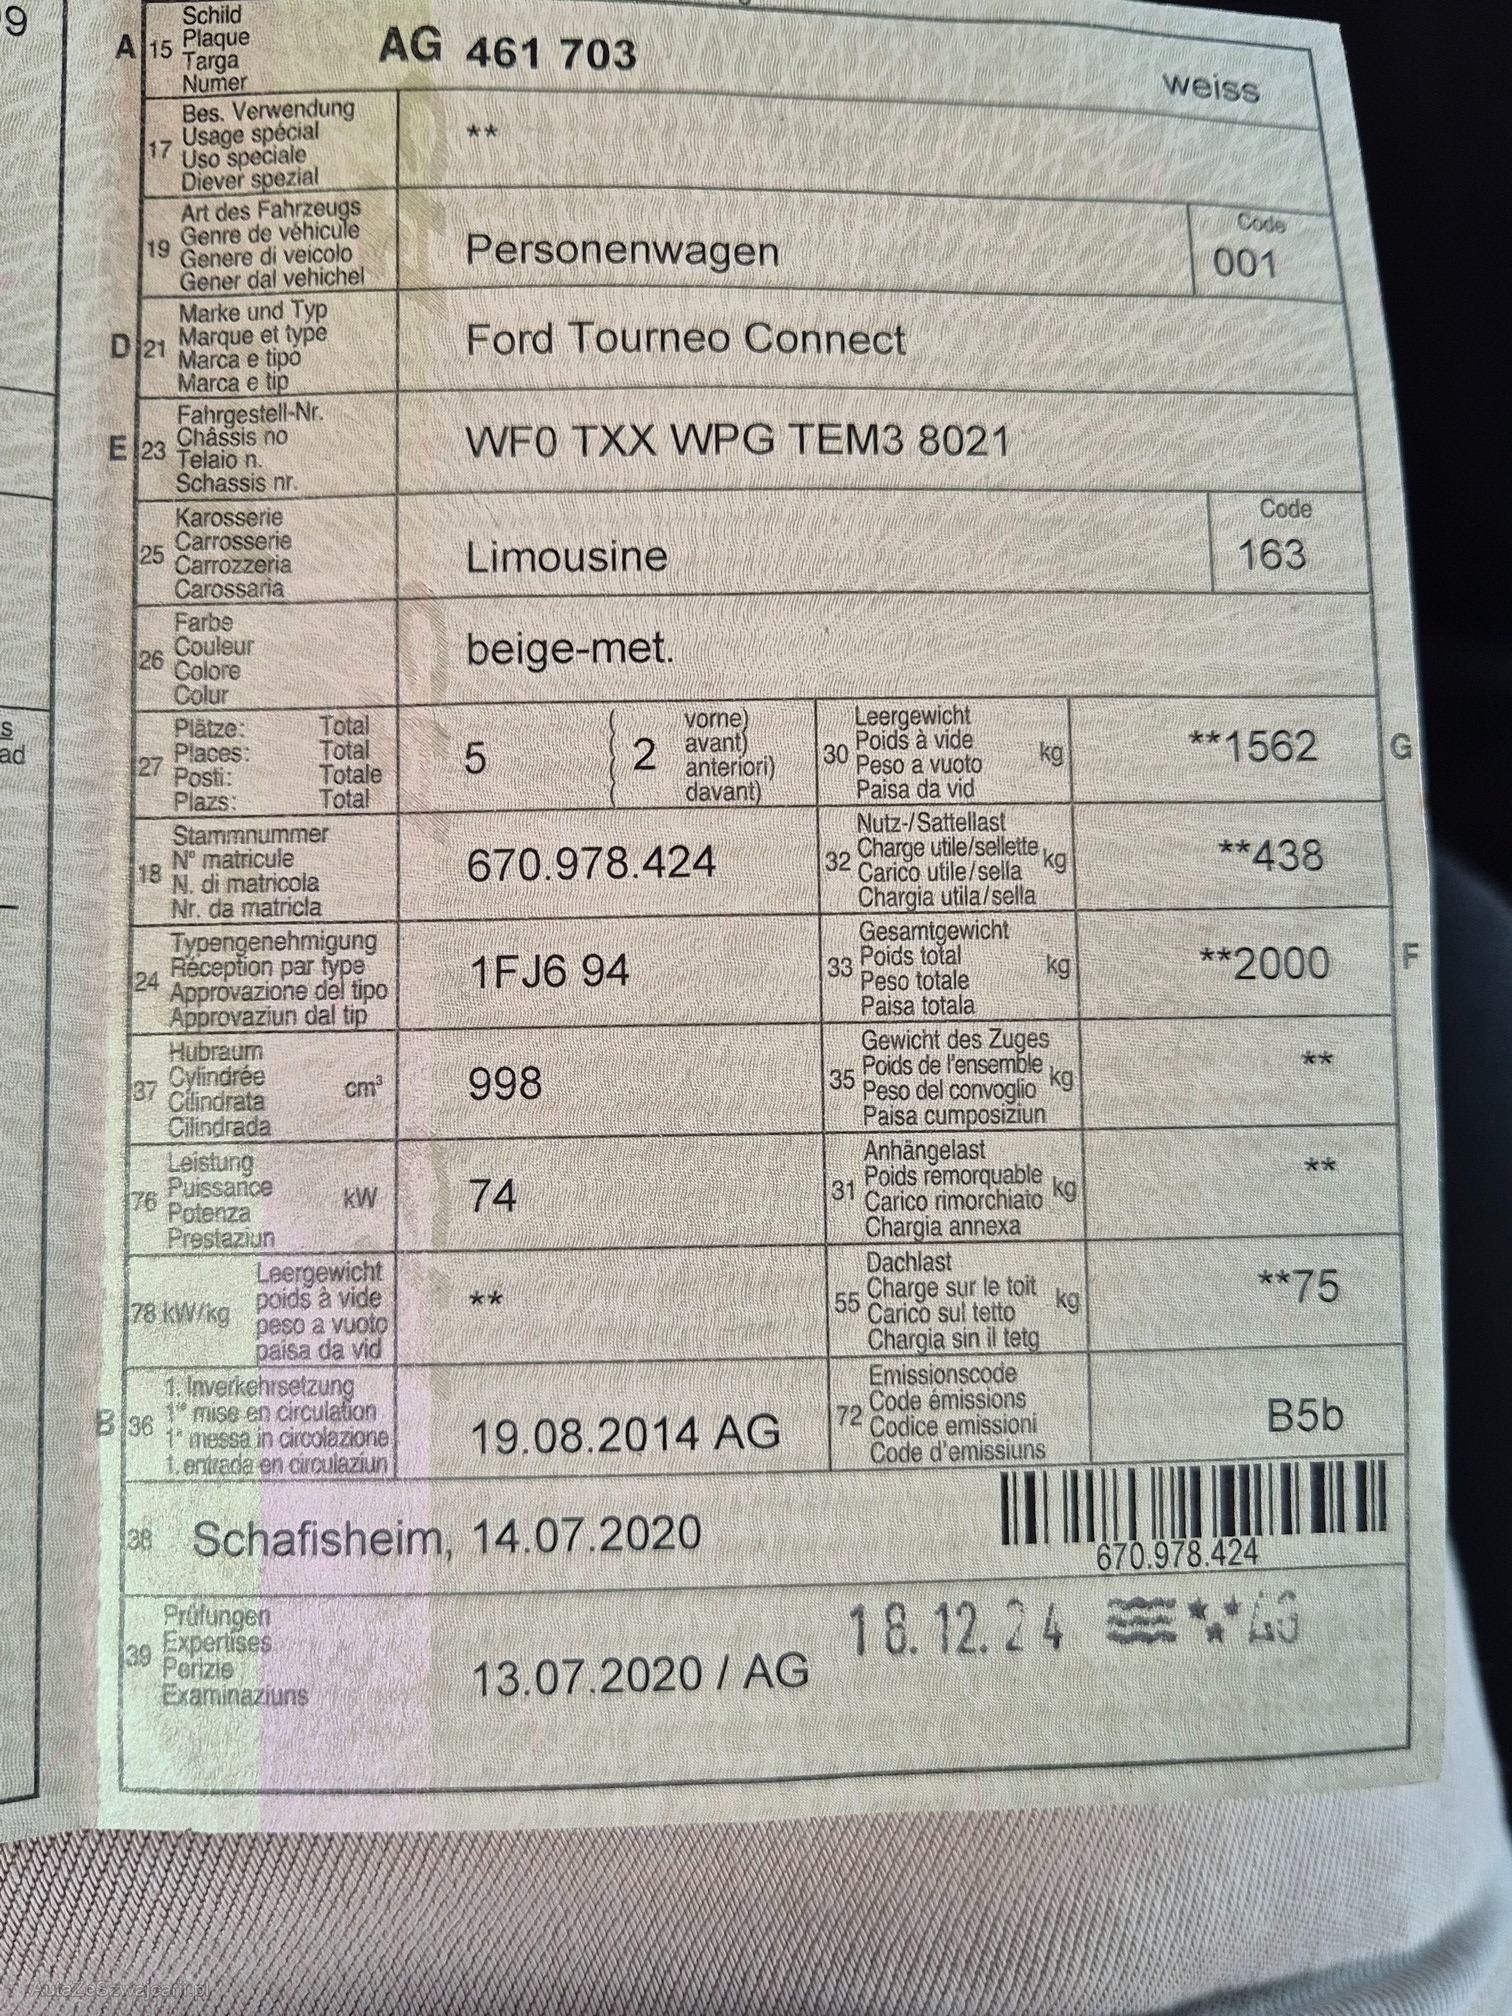 9
A 15 Schild
Plaque
Targa
Numer
AG 461 703
weiss
17 Bes. Verwendung
Usage spécial
Uso speciale
Diever spezial
**
19 Art des Fahrzeugs
Genre de véhicule
Genere di veicolo
Gener dal vehichel
Personenwagen
Code
001
D 21 Marke und Typ
Marque et type
Marca e tipo
Marca e tip
Ford Tourneo Connect
E 23 Fahrgestell-Nr.
Châssis no
Telaio n.
Schassis nr.
WF0 TXX WPG TEM3 8021
25 Karosserie
Carrosserie
Carrozzeria
Carossaria
Limousine
Code
163
26 Farbe
Couleur
Colore
Colur
beige-met.
27 Plätze: Total
Places: Total
Posti: Totale
Plazs: Total
5
( 2 vorne)
( avant)
( anteriori)
( davant)
30 Leergewicht
Poids à vide
Peso a vuoto
Paisa da vid
kg
**1562
G
s
ad
18 Stammnummer
N° matricule
N. di matricola
Nr. da matricla
670.978.424
32 Nutz-/Sattellast
Charge utile/sellette
Carico utile/sella
Chargia utila/sella
kg
**438
24 Typengenehmigung
Réception par type
Approvazione del tipo
Approvaziun dal tip
1FJ6 94
33 Gesamtgewicht
Poids total
Peso totale
Paisa totala
kg
**2000
F
37 Hubraum
Cylindrée
Cilindrata
Cilindrada
cm³
998
35 Gewicht des Zuges
Poids de l'ensemble
Peso del convoglio
Paisa cumposiziun
kg
**
76 Leistung
Puissance
Potenza
Prestaziun
kW
74
31 Anhängelast
Poids remorquable
Carico rimorchiato
Chargia annexa
kg
**
78 kW/kg
Leergewicht
poids à vide
peso a vuoto
paisa da vid
**
55 Dachlast
Charge sur le toit
Carico sul tetto
Chargia sin il tetg
kg
**75
B 36 1. Inverkehrsetzung
1re mise en circulation
1a messa in circolazione
1. entrada en circulaziun
19.08.2014 AG
72 Emissionscode
Code émissions
Codice emissioni
Code d'emissiuns
B5b
38 Schafisheim, 14.07.2020
670.978.424
39 Prüfungen
Expertises
Perizie
Examinaziuns
13.07.2020 / AG
18.12.24
AutaZeSzwajcarii.pl